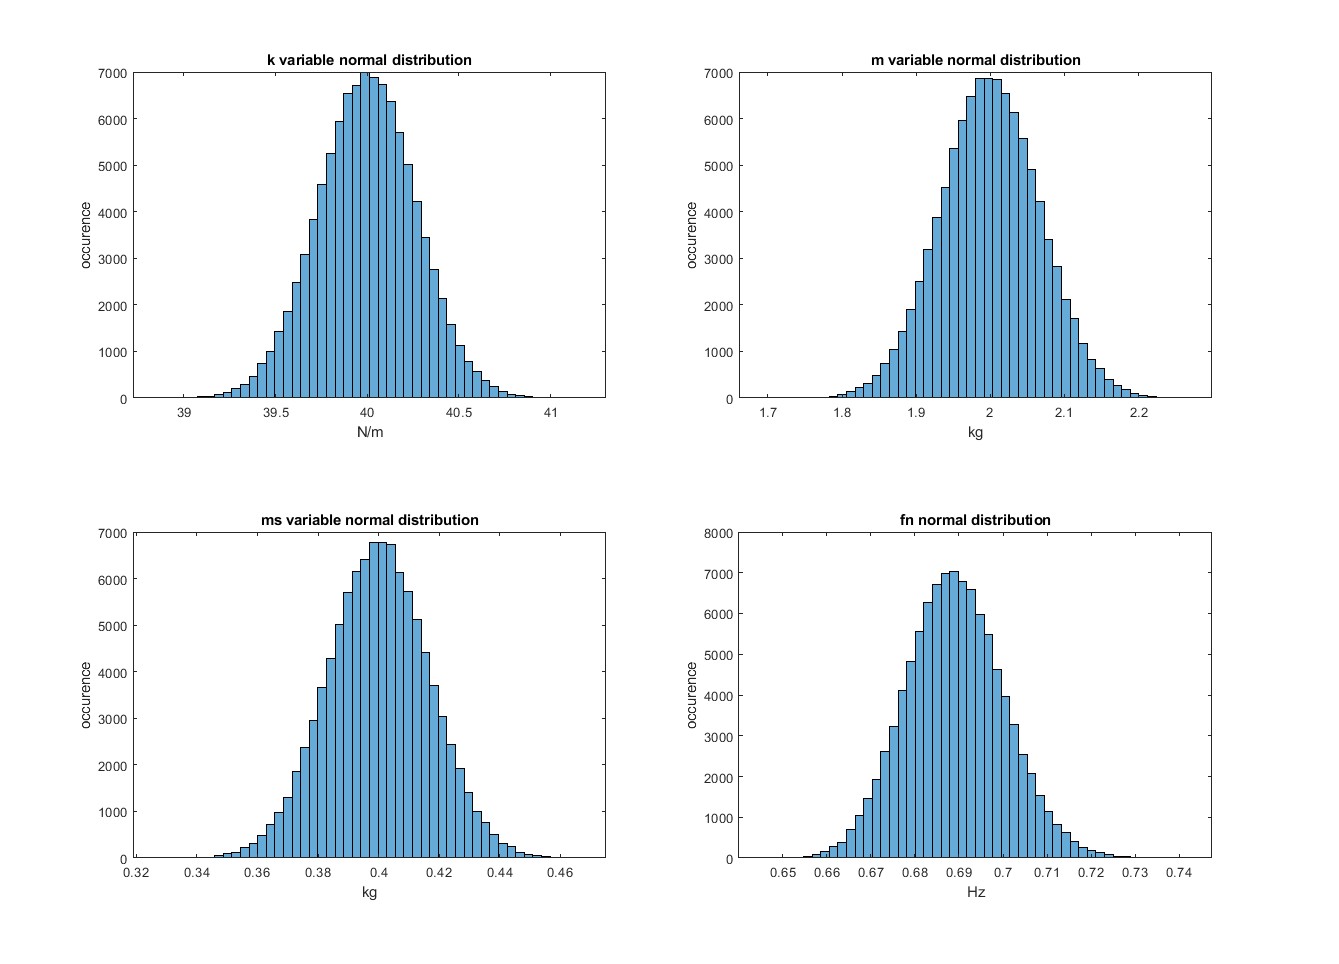 k variable normal distribution
7000
6000
5000
4000
3000
2000
1000
0
occurence
39 39.5 40 40.5 41
N/m
m variable normal distribution
7000
6000
5000
4000
3000
2000
1000
0
occurence
1.7 1.8 1.9 2 2.1 2.2
kg
ms variable normal distribution
7000
6000
5000
4000
3000
2000
1000
0
occurence
0.32 0.34 0.36 0.38 0.4 0.42 0.44 0.46
kg
fn normal distribution
8000
7000
6000
5000
4000
3000
2000
1000
0
occurence
0.65 0.66 0.67 0.68 0.69 0.7 0.71 0.72 0.73 0.74
Hz